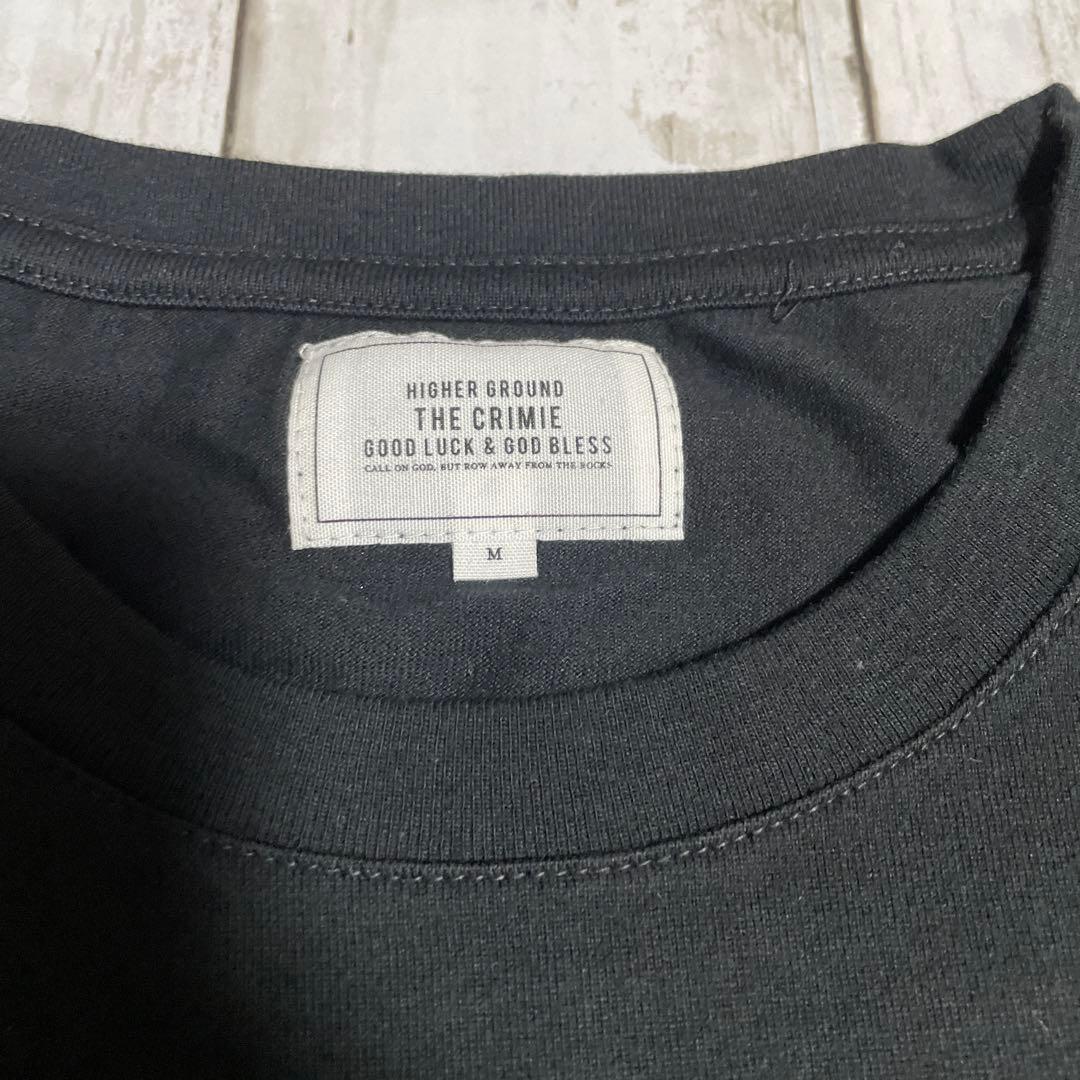 HIGHER GROUND
THE CRIMIE
GOOD LUCK & GOD BLESS
CALL ON GOD, BUT ROW AWAY FROM THE ROCKS
M